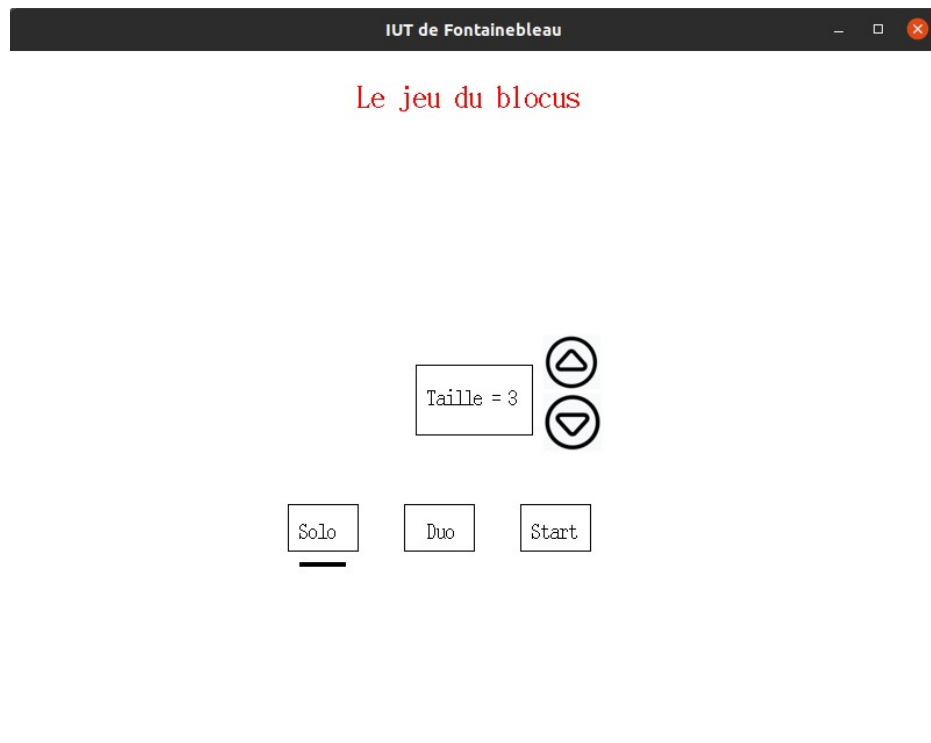 IUT de Fontainebleau
Le jeu du blocus
Taille = 3
Solo
Duo
Start